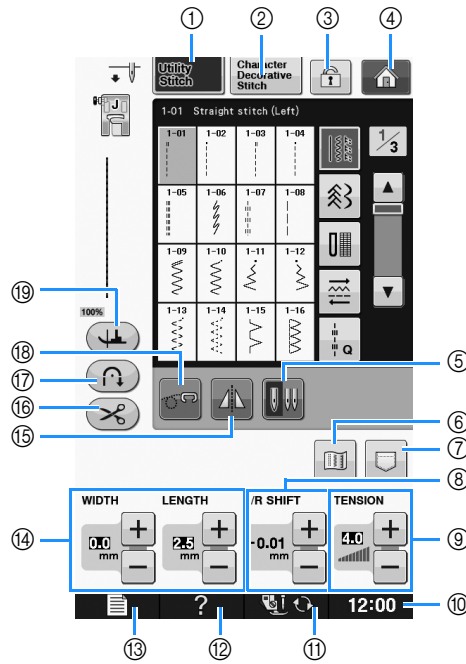 ① ② ③ ④
Utility Stitch
Character Decorative Stitch
J
1-01 Straight stitch (Left)
1/3
1-01 1-02 1-03 1-04
1-05 1-06 1-07 1-08
1-09 1-10 1-11 1-12
1-13 1-14 1-15 1-16
Q
100%
⑲
⑱
⑰
⑯
⑮
⑤
⑥
⑦
⑧
WIDTH LENGTH /R SHIFT TENSION
⑭ 0.0 mm + − 2.5 mm + − -0.01 mm + − 4.0 + − ⑨
? 12:00 ⑩
⑬ ⑫ ⑪